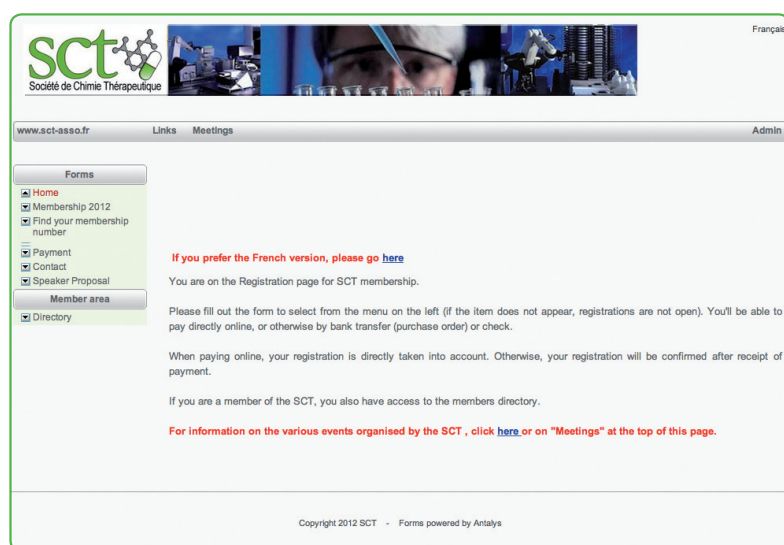 Français
sct
Société de Chimie Thérapeutique
www.sct-asso.fr Links Meetings Admin
Forms
Home
Membership 2012
Find your membership
number
Payment
Contact
Speaker Proposal
Member area
Directory
If you prefer the French version, please go here
You are on the Registration page for SCT membership.
Please fill out the form to select from the menu on the left (if the item does not appear, registrations are not open). You'll be able to
pay directly online, or otherwise by bank transfer (purchase order) or check.
When paying online, your registration is directly taken into account. Otherwise, your registration will be confirmed after receipt of
payment.
If you are a member of the SCT, you also have access to the members directory.
For information on the various events organised by the SCT , click here or on "Meetings" at the top of this page.
Copyright 2012 SCT - Forms powered by Antalys